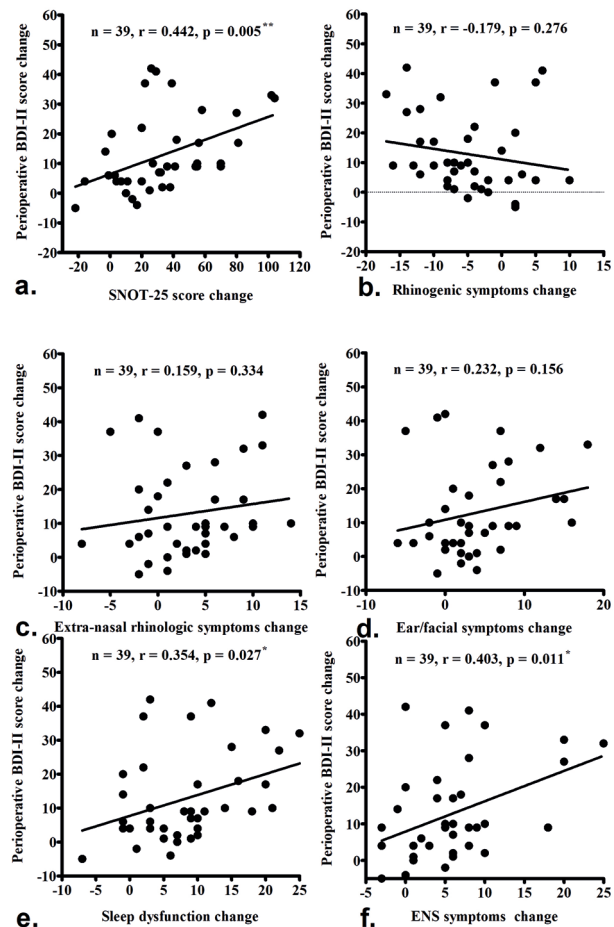 n = 39, r = 0.442, p = 0.005**
Perioperative BDI-II score change
60
50
40
30
20
10
0
-10
-20
-20 0 20 40 60 80 100 120
a.
SNOT-25 score change
n = 39, r = -0.179, p = 0.276
Perioperative BDI-II score change
60
50
40
30
20
10
0
-10
-20
-20 -15 -10 -5 0 5 10 15
b.
Rhinogenic symptoms change
n = 39, r = 0.159, p = 0.334
Perioperative BDI-II score change
60
50
40
30
20
10
0
-10
-10 -5 0 5 10 15
c.
Extra-nasal rhinologic symptoms change
n = 39, r = 0.232, p = 0.156
Perioperative BDI-II score change
60
50
40
30
20
10
0
-10
-10 0 10 20
d.
Ear/facial symptoms change
n = 39, r = 0.354, p = 0.027*
Perioperative BDI-II score change
60
50
40
30
20
10
0
-10
-10 -5 0 5 10 15 20 25
e.
Sleep dysfunction change
n = 39, r = 0.403, p = 0.011*
Perioperative BDI-II score change
50
40
30
20
10
0
-5 0 5 10 15 20 25
f.
ENS symptoms change